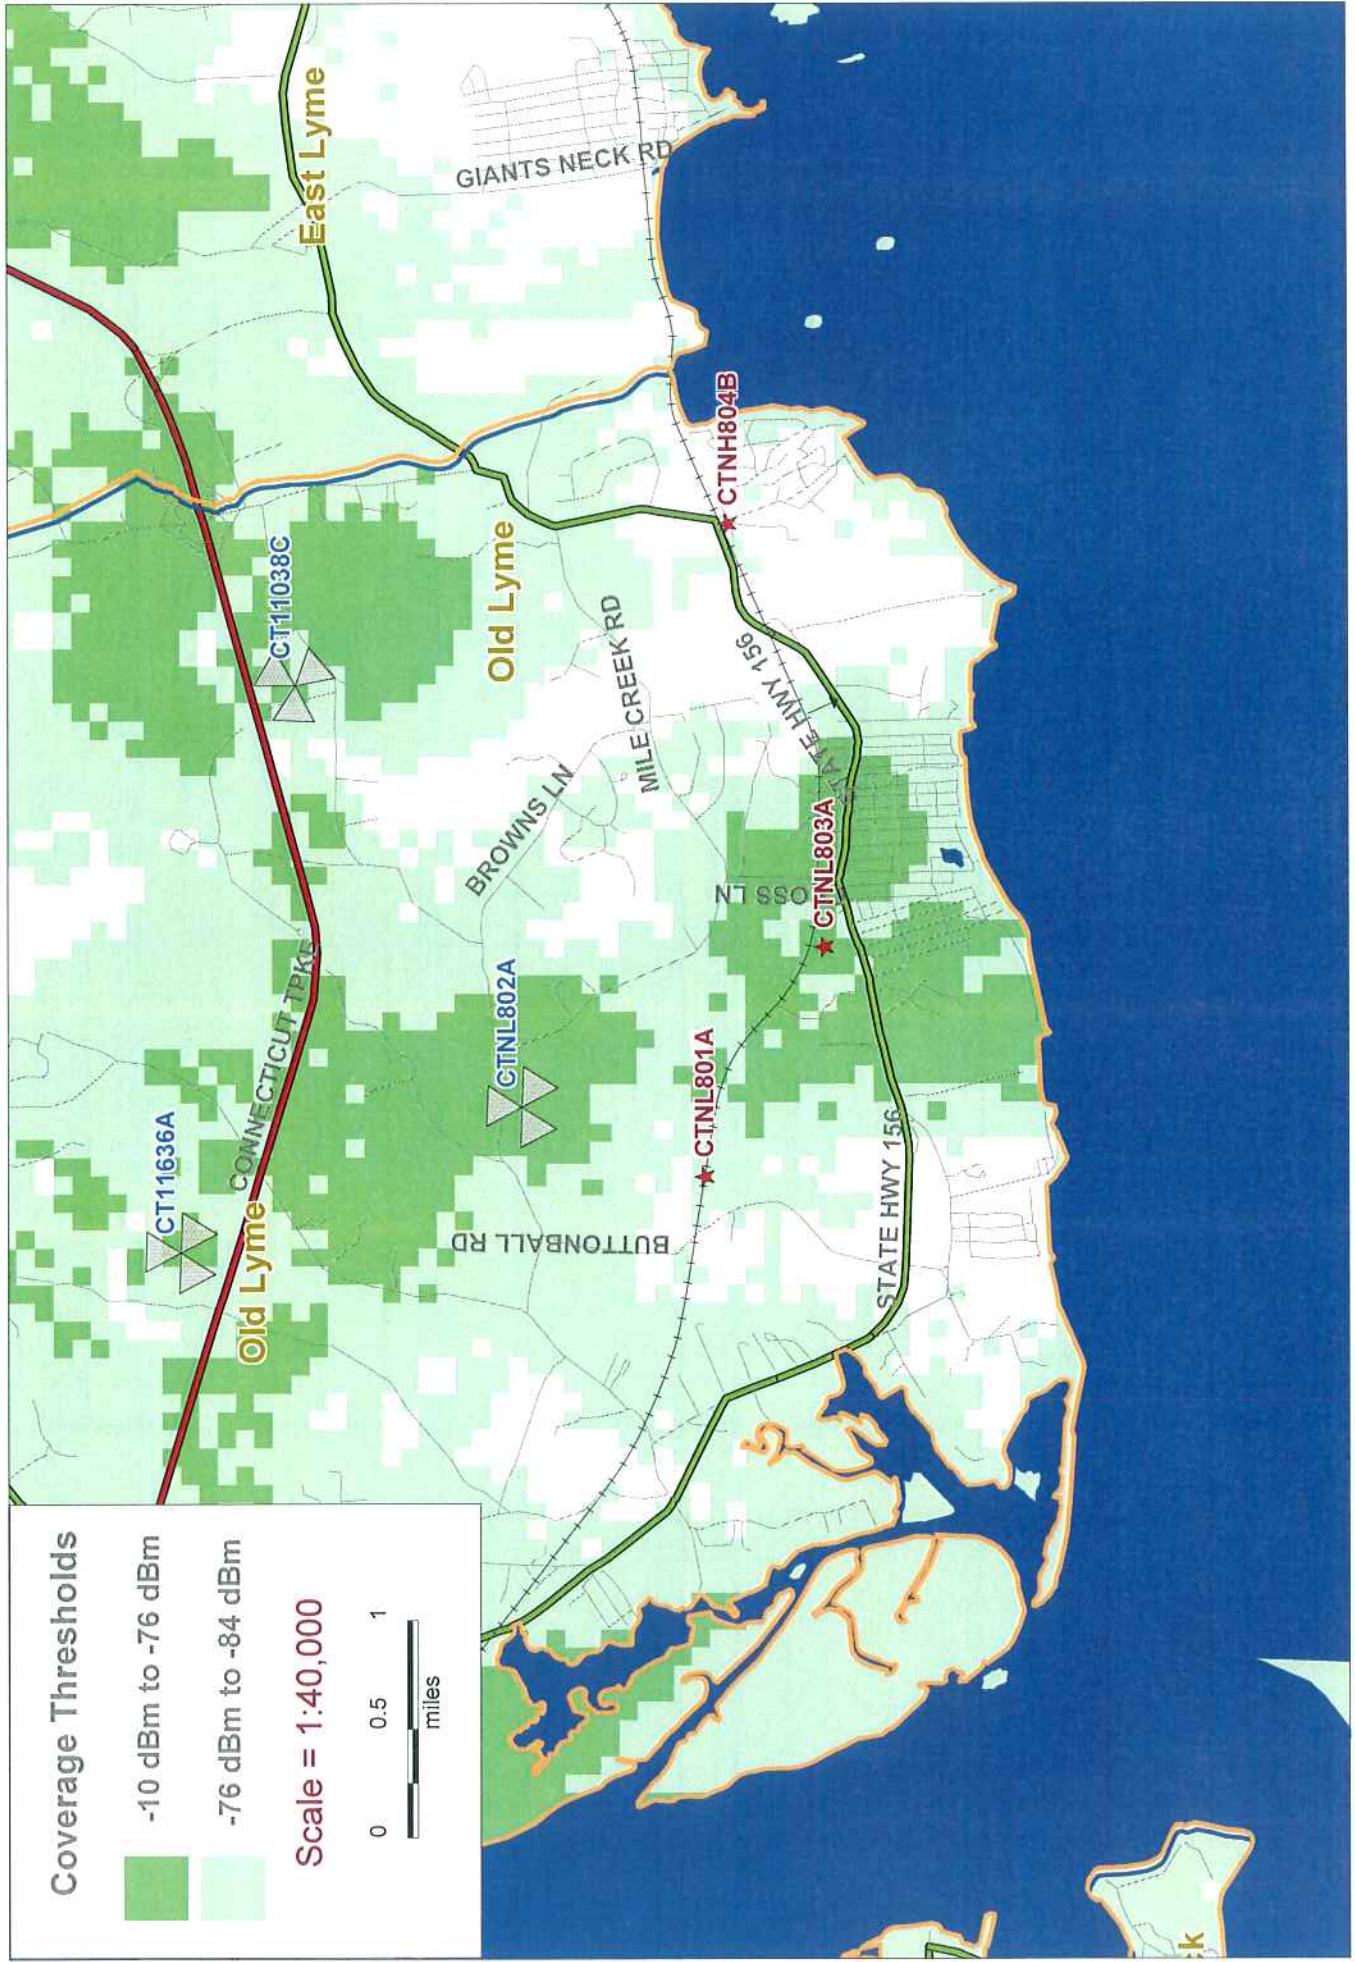 Coverage Thresholds
-10 dBm to -76 dBm
-76 dBm to -84 dBm
Scale = 1:40,000
0 0.5 1
miles
CT11636A
CONNECTICUT TPKE
Old Lyme
CT11038C
East Lyme
GIANTS NECK RD
CTNL802A
BROWNS LN
Old Lyme
BUTTONBALL RD
MILE CREEK RD
CTNL801A
OSS LN
CTNL803A
STATE HWY 156
CTNH804B
STATE HWY 156
k